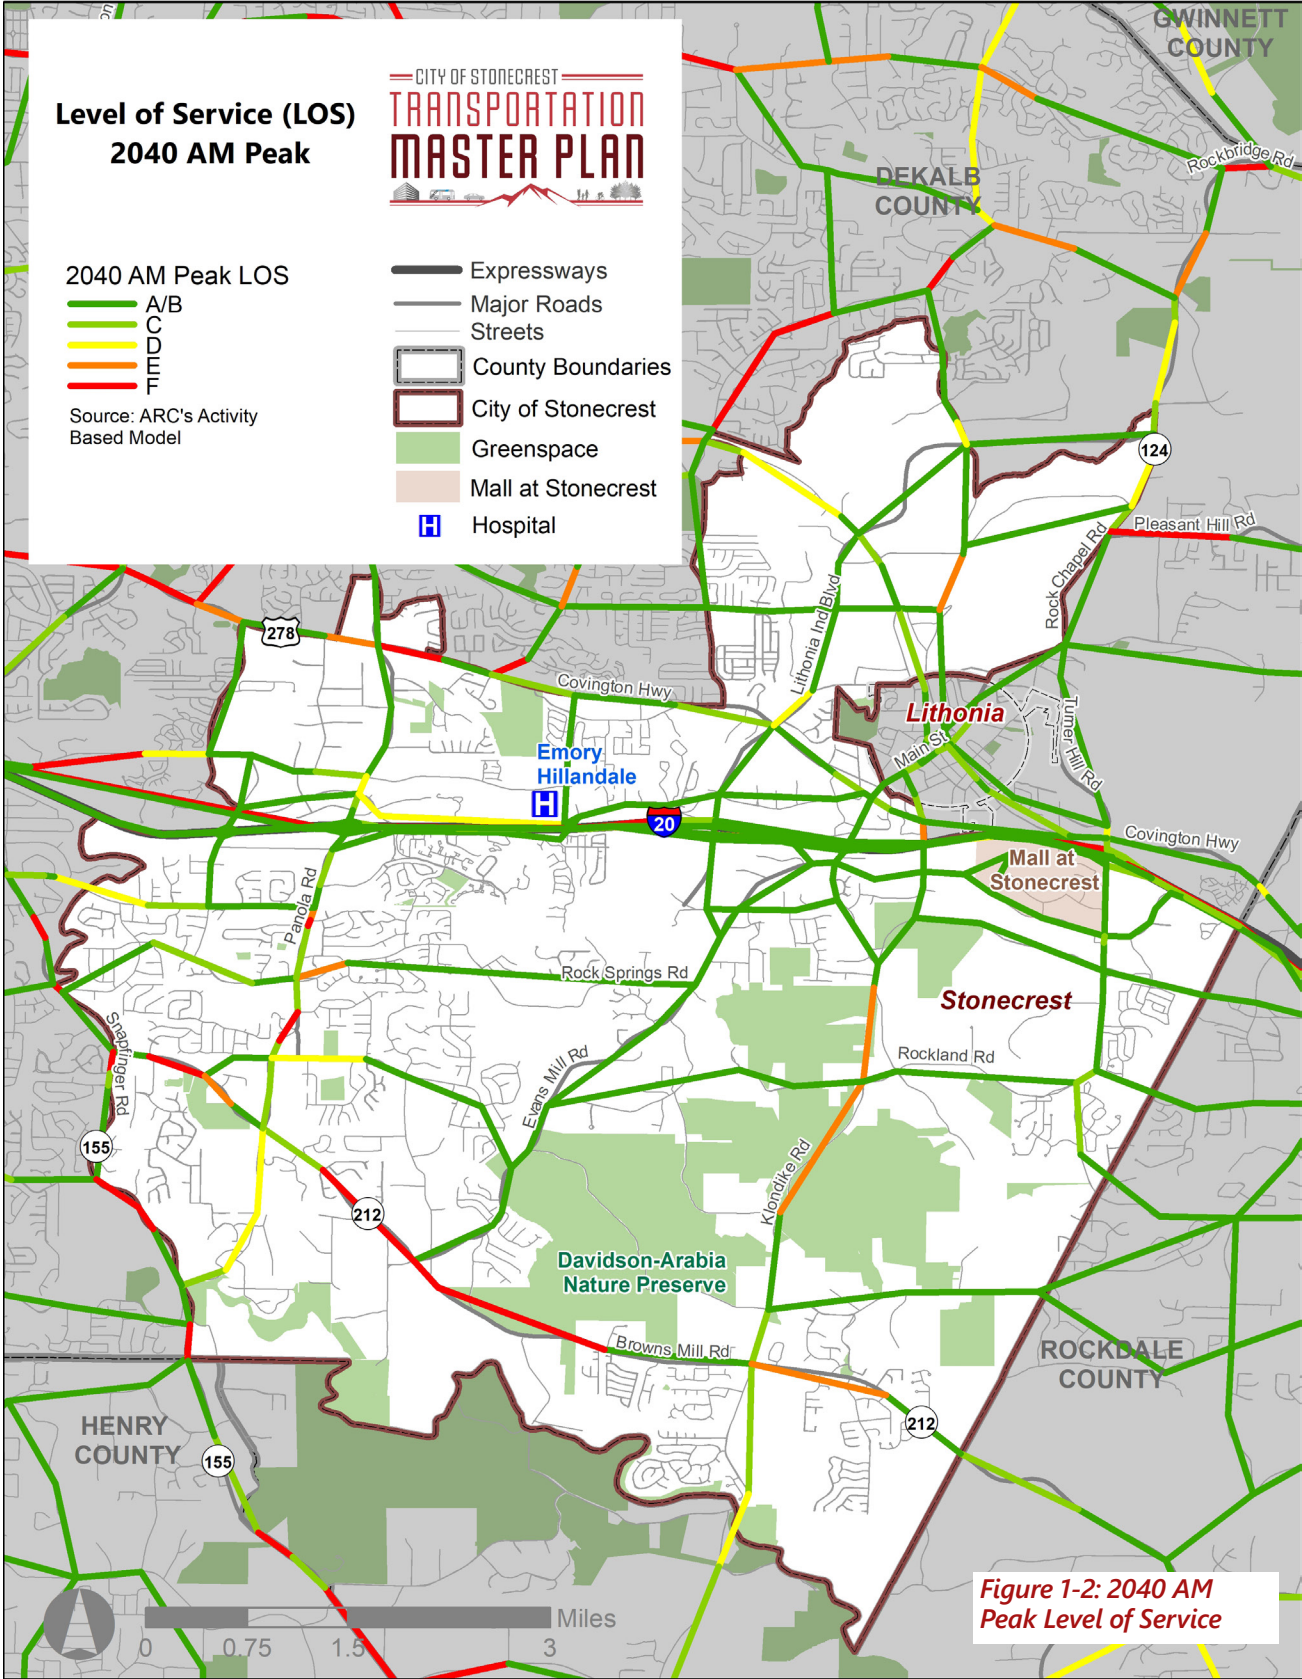 GWINNETT
COUNTY
Level of Service (LOS)
2040 AM Peak
CITY OF STONECREST
TRANSPORTATION
MASTER PLAN
2040 AM Peak LOS
A/B
C
D
E
F
Source: ARC's Activity
Based Model
Expressways
Major Roads
Streets
County Boundaries
City of Stonecrest
Greenspace
Mall at Stonecrest
H Hospital
Rockbridge Rd
DEKALB
COUNTY
124
Pleasant Hill Rd
Rock Chapel Rd
Lithonia Ind Blvd
278
Covington Hwy
Lithonia
Main St
Turner Hill Rd
Emory
Hillandale
H
20
Covington Hwy
Mall at
Stonecrest
Panola Rd
Rock Springs Rd
Stonecrest
Snapfinger Rd
Evans Mill Rd
Rockland Rd
155
Klondike Rd
212
Davidson-Arabia
Nature Preserve
Browns Mill Rd
ROCKDALE
COUNTY
212
HENRY
COUNTY
155
Figure 1-2: 2040 AM
Peak Level of Service
Miles
0 0.75 1.5 3